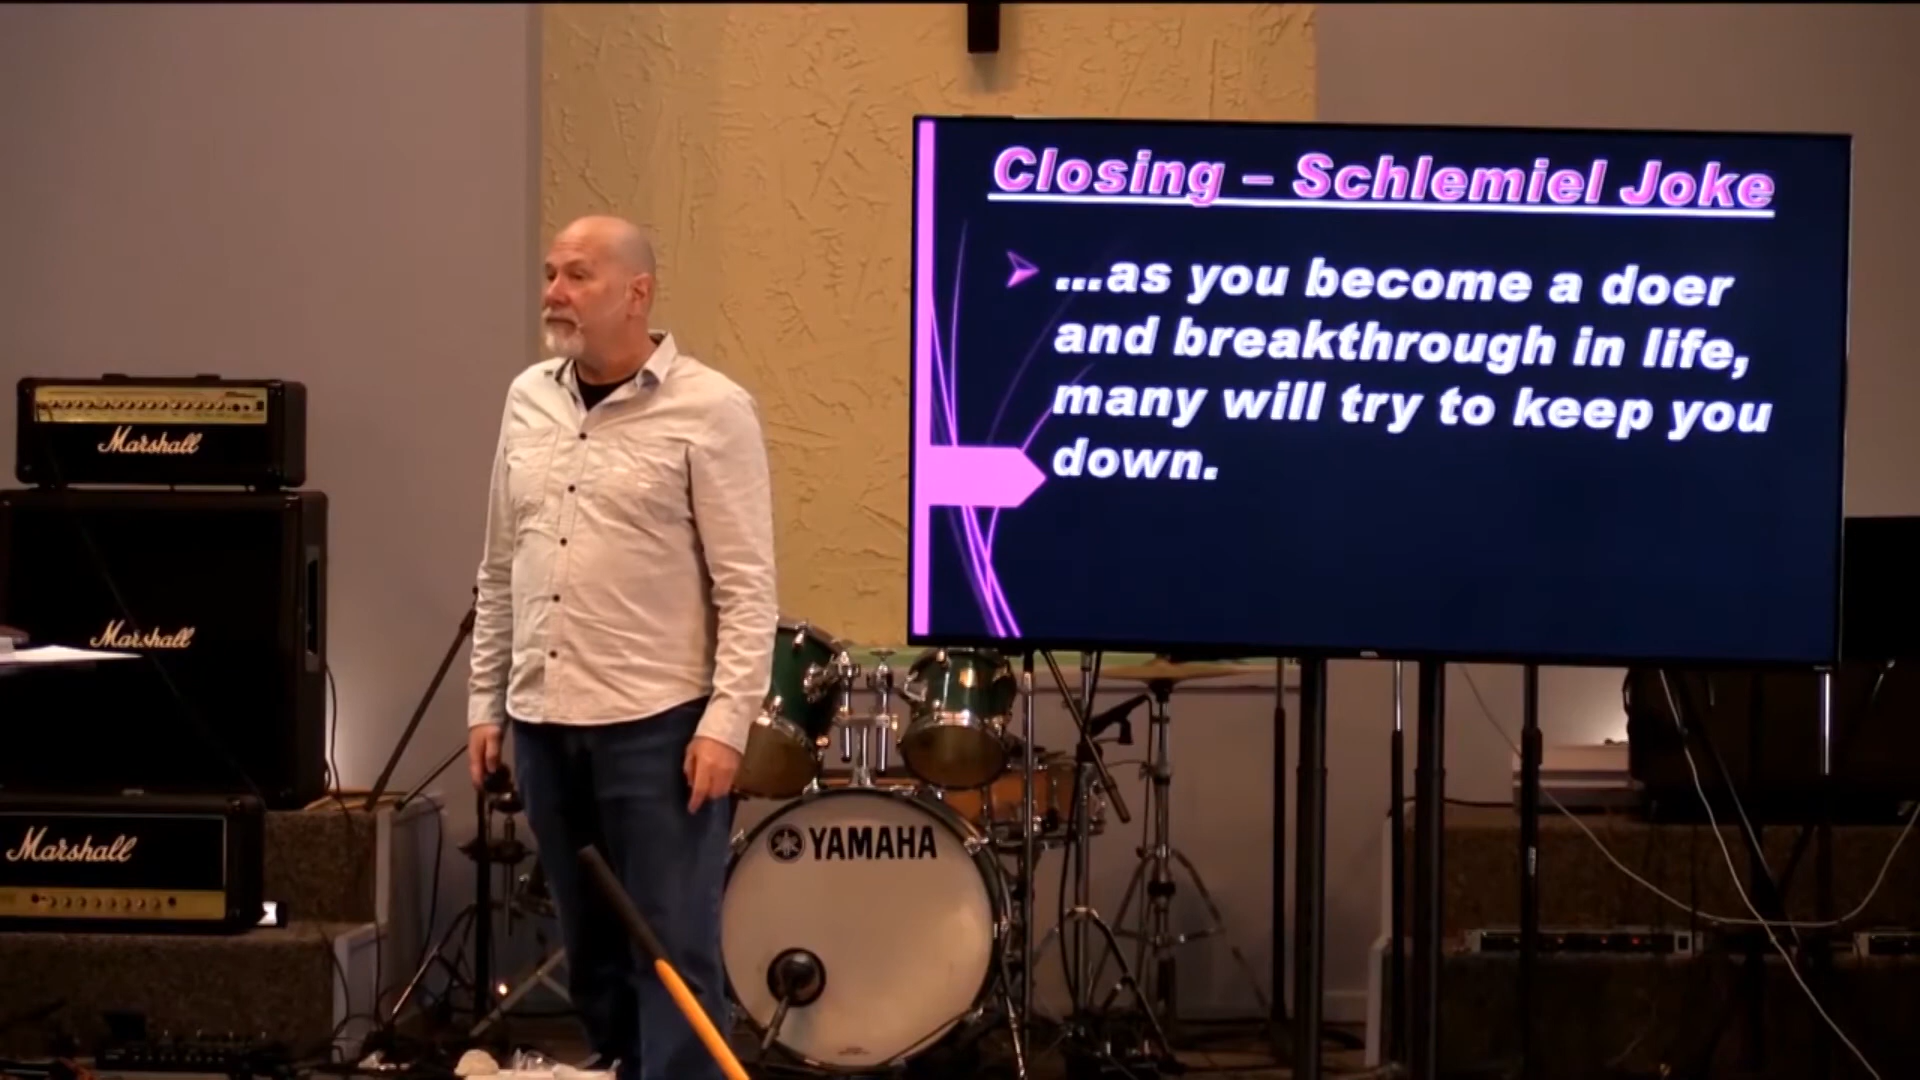 Closing – Schlemiel Joke
...as you become a doer
and breakthrough in life,
many will try to keep you
down.
Marshall
Marshall
Marshall
YAMAHA